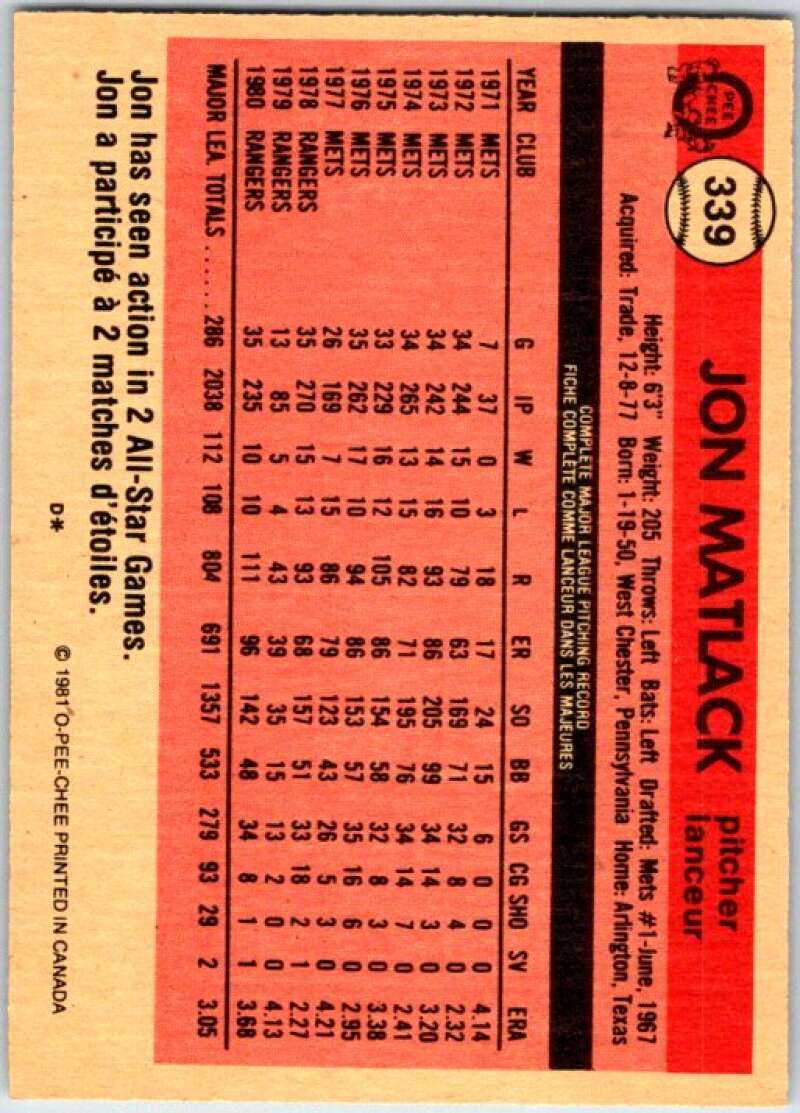 O
PEE
CHEE
339
JON MATLACK pitcher
lanceur
Height: 6'3" Weight: 205 Throws: Left Bats: Left Drafted: Mets #1-June, 1967
Acquired: Trade, 12-8-77 Born: 1-19-50, West Chester, Pennsylvania Home: Arlington, Texas
COMPLETE MAJOR LEAGUE PITCHING RECORD
FICHE COMPLÈTE COMME LANCEUR DANS LES MAJEURES
YEAR CLUB G IP W L R ER SO BB GS CG SHO SV ERA
1971 METS 7 37 0 3 18 17 24 15 6 0 0 0 4.14
1972 METS 34 244 15 10 79 63 169 71 32 8 4 0 2.32
1973 METS 34 242 14 16 93 86 205 99 34 14 3 0 3.20
1974 METS 34 265 13 15 82 71 195 76 34 14 7 0 2.41
1975 METS 33 229 16 12 105 86 154 58 32 8 3 0 3.38
1976 METS 35 262 17 10 94 86 153 57 35 16 6 0 2.95
1977 METS 26 169 7 15 86 79 123 43 26 5 3 0 4.21
1978 RANGERS 35 270 15 13 93 68 157 51 33 18 2 1 2.27
1979 RANGERS 13 85 5 4 43 39 35 15 13 2 0 0 4.13
1980 RANGERS 35 235 10 10 111 96 142 48 34 8 1 1 3.68
MAJOR LEA. TOTALS ...... 286 2038 112 108 804 691 1357 533 279 93 29 2 3.05
Jon has seen action in 2 All-Star Games.
Jon a participé à 2 matches d'étoiles.
D* © 1981 O-PEE-CHEE PRINTED IN CANADA